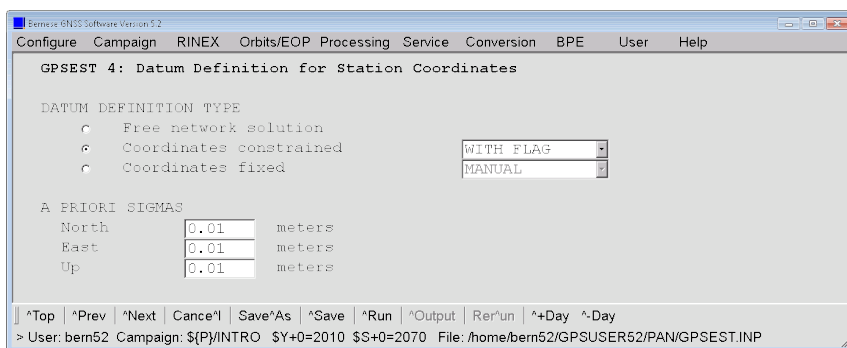 Bernese GNSS Software Version 5.2
Configure Campaign RINEX Orbits/EOP Processing Service Conversion BPE User Help
GPSEST 4: Datum Definition for Station Coordinates
DATUM DEFINITION TYPE
Free network solution
Coordinates constrained WITH FLAG
Coordinates fixed MANUAL
A PRIORI SIGMAS
North 0.01 meters
East 0.01 meters
Up 0.01 meters
^Top ^Prev ^Next Cance^l Save^As ^Save ^Run ^Output Rer^un ^+Day ^-Day
> User: bern52 Campaign: ${P}/INTRO $Y+0=2010 $S+0=2070 File: /home/bern52/GPSUSER52/PAN/GPSEST.INP